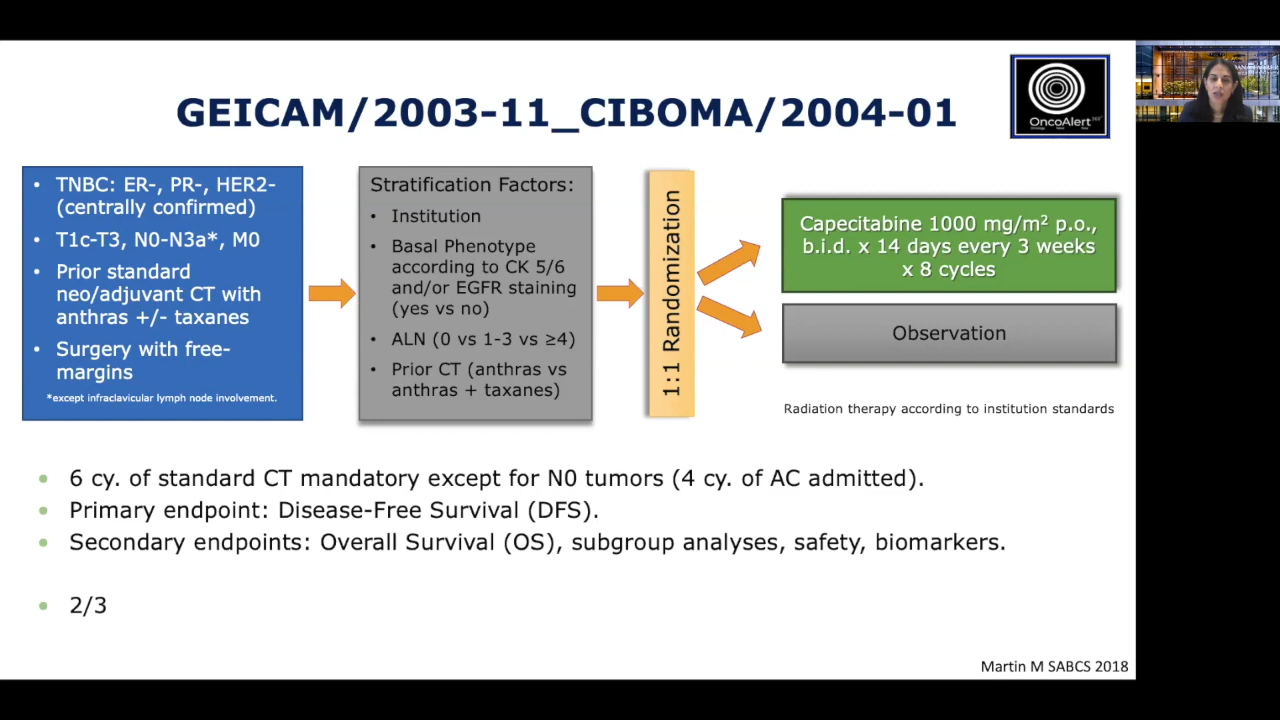 GEICAM/2003-11_CIBOMA/2004-01
OncoAlert
• TNBC: ER-, PR-, HER2-
(centrally confirmed)
• T1c-T3, N0-N3a*, M0
• Prior standard
neo/adjuvant CT with
anthras +/- taxanes
• Surgery with free-
margins
*except infraclavicular lymph node involvement.
Stratification Factors:
• Institution
• Basal Phenotype
according to CK 5/6
and/or EGFR staining
(yes vs no)
• ALN (0 vs 1-3 vs ≥4)
• Prior CT (anthras vs
anthras + taxanes)
1:1 Randomization
Capecitabine 1000 mg/m² p.o.,
b.i.d. x 14 days every 3 weeks
x 8 cycles
Observation
Radiation therapy according to institution standards
• 6 cy. of standard CT mandatory except for N0 tumors (4 cy. of AC admitted).
• Primary endpoint: Disease-Free Survival (DFS).
• Secondary endpoints: Overall Survival (OS), subgroup analyses, safety, biomarkers.
• 2/3
Martin M SABCS 2018